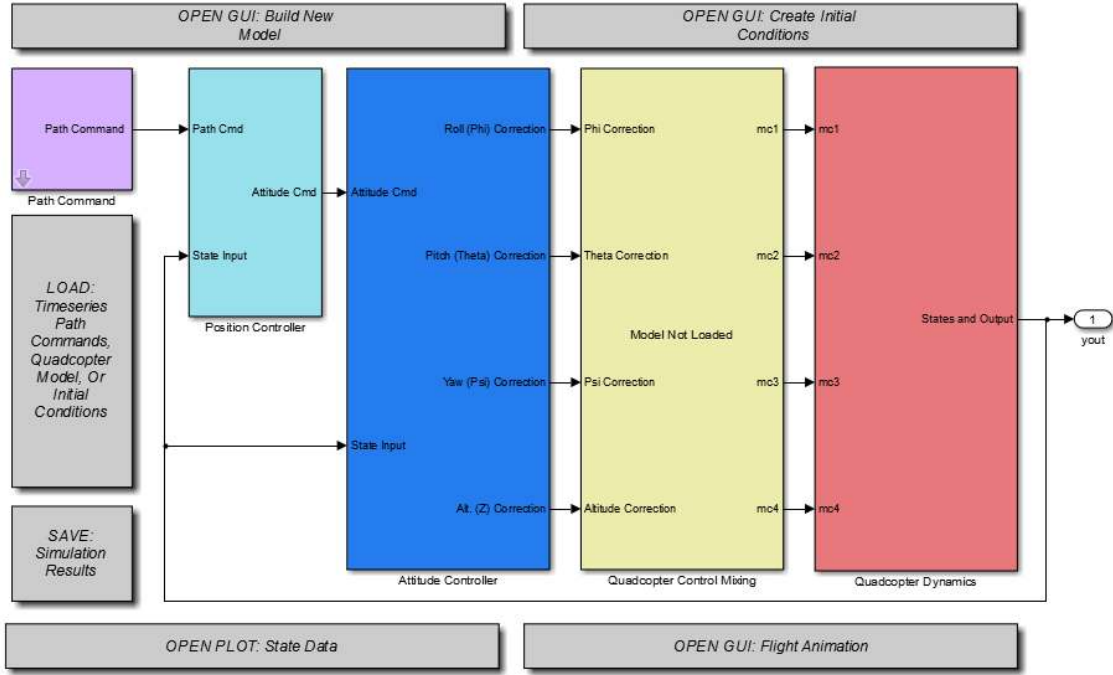 OPEN GUI: Build New
Model
OPEN GUI: Create Initial
Conditions
Path Command
Path Command
Path Cmd
Attitude Cmd
State Input
Position Controller
Roll (Phi) Correction
Attitude Cmd
Pitch (Theta) Correction
Yaw (Psi) Correction
State Input
Alt. (Z) Correction
Attitude Controller
Phi Correction
mc1
Theta Correction
mc2
Model Not Loaded
Psi Correction
mc3
Altitude Correction
mc4
Quadcopter Control Mixing
mc1
mc2
States and Output
mc3
mc4
Quadcopter Dynamics
1
yout
LOAD:
Timeseries
Path
Commands,
Quadcopter
Model, Or
Initial
Conditions
SAVE:
Simulation
Results
OPEN PLOT: State Data
OPEN GUI: Flight Animation